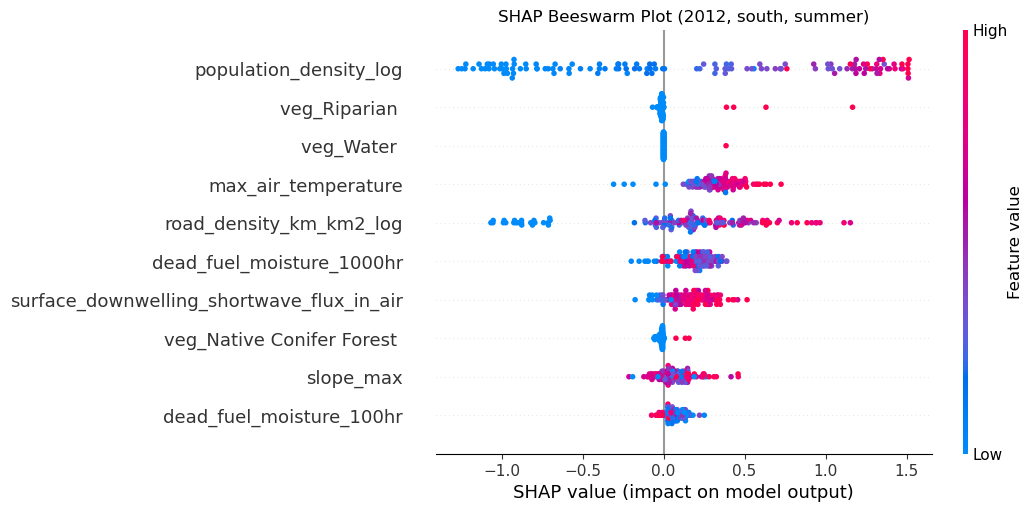 SHAP Beeswarm Plot (2012, south, summer)
High
population_density_log
veg_Riparian
veg_Water
max_air_temperature
road_density_km_km2_log
dead_fuel_moisture_1000hr
surface_downwelling_shortwave_flux_in_air
veg_Native Conifer Forest
slope_max
dead_fuel_moisture_100hr
Feature value
Low
−1.0 −0.5 0.0 0.5 1.0 1.5
SHAP value (impact on model output)